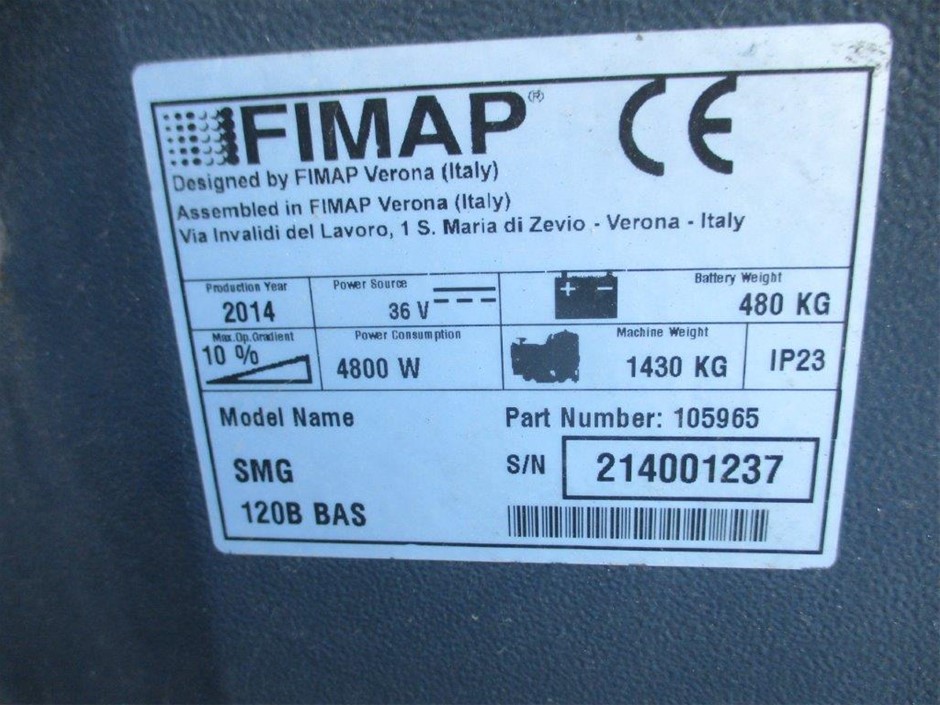 FIMAP®
CE
Designed by FIMAP Verona (Italy)
Assembled in FIMAP Verona (Italy)
Via Invalidi del Lavoro, 1 S. Maria di Zevio - Verona - Italy
Production Year
2014
Power Source
36 V
+ -
Battery Weight
480 KG
Max.Op.Gradient
10 %
Power Consumption
4800 W
Machine Weight
1430 KG
IP23
Model Name
SMG
120B BAS
Part Number: 105965
S/N 214001237